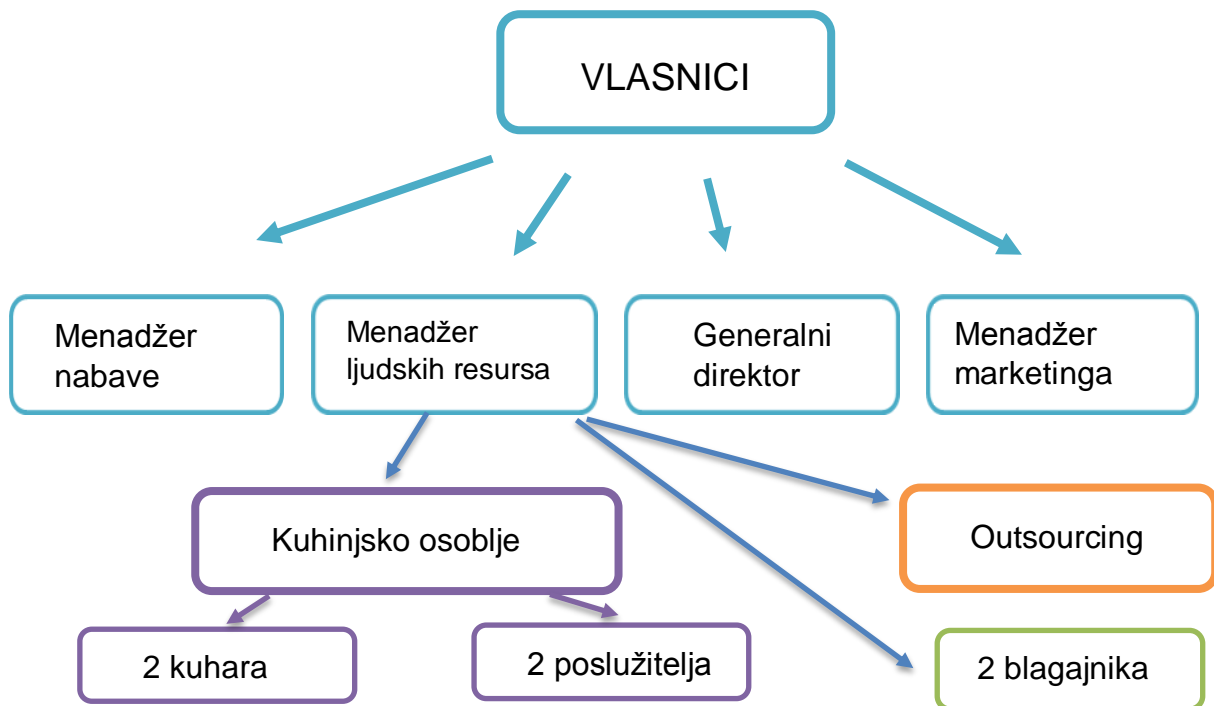 VLASNICI
Menadžer
nabave
Menadžer
ljudskih resursa
Generalni
direktor
Menadžer
marketinga
Kuhinjsko osoblje
Outsourcing
2 kuhara
2 poslužitelja
2 blagajnika